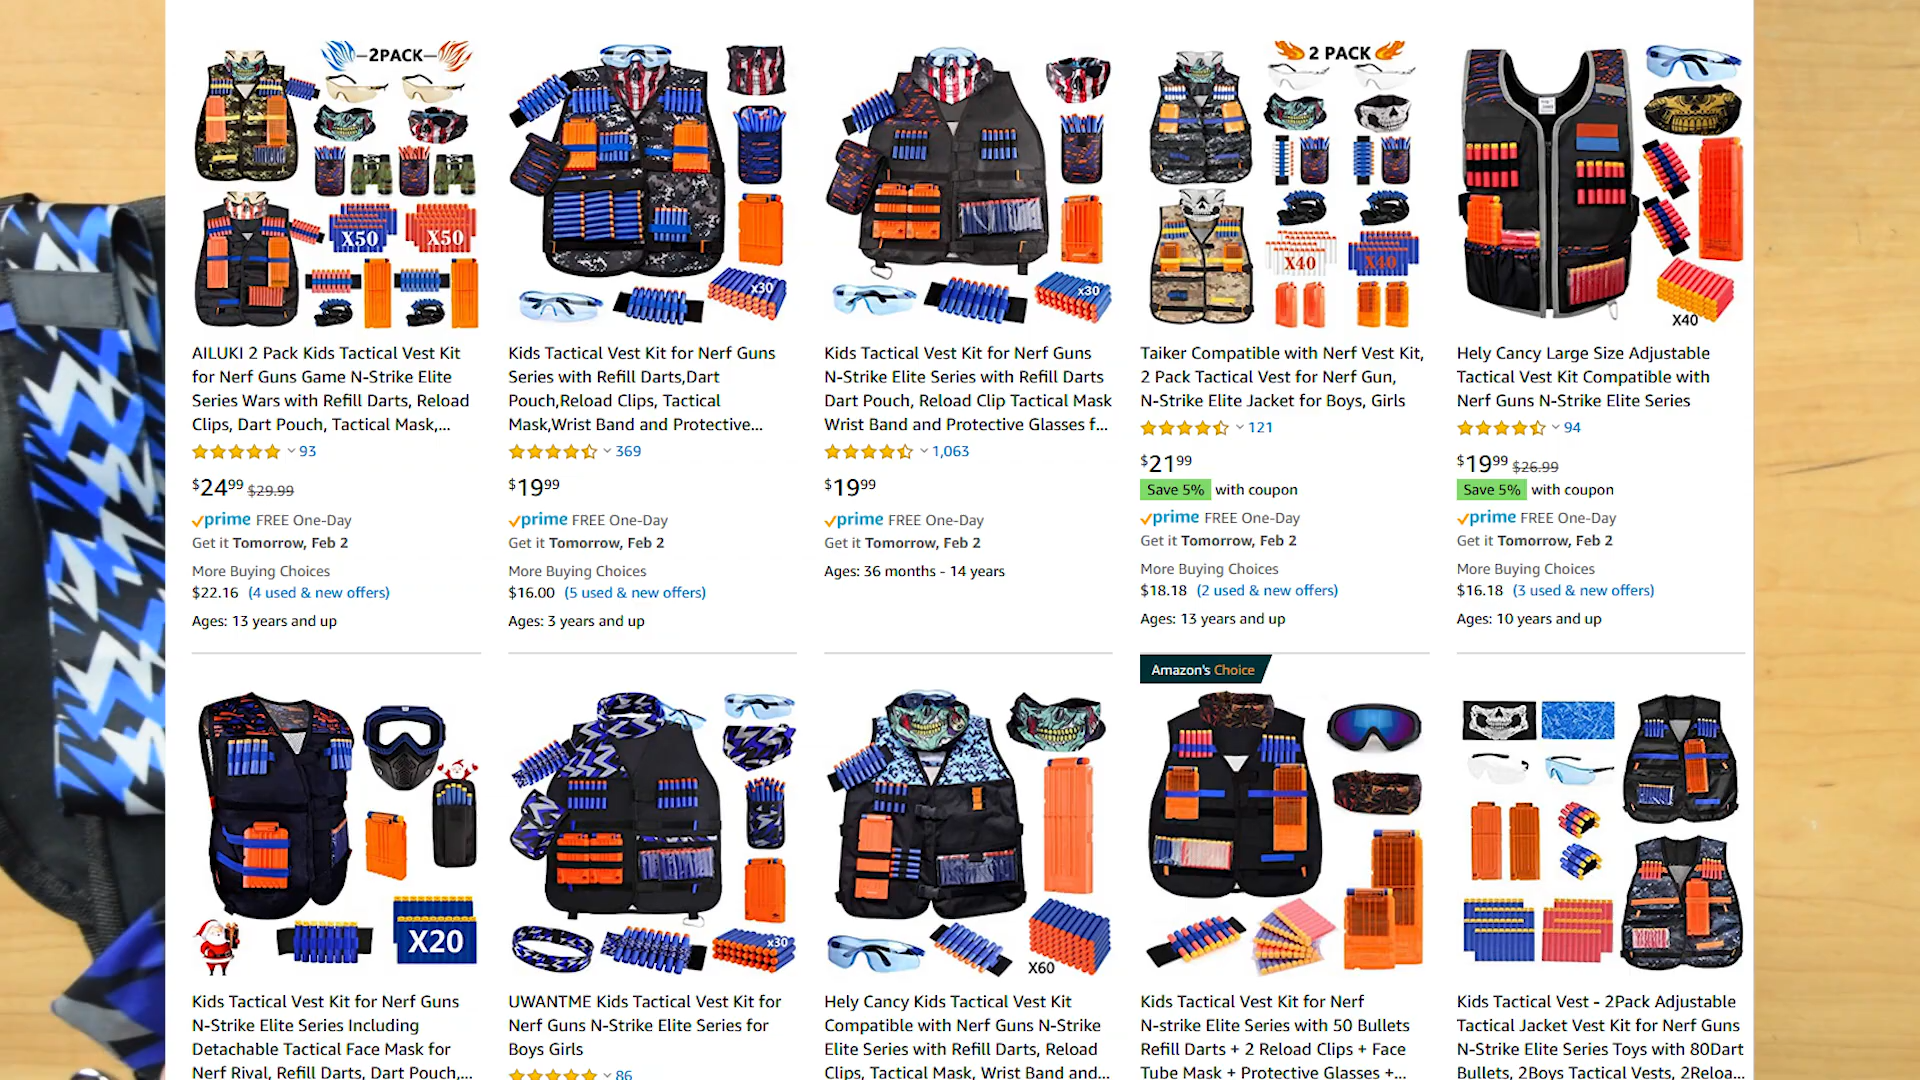 2PACK
X50
X50
AILUKI 2 Pack Kids Tactical Vest Kit
for Nerf Guns Game N-Strike Elite
Series Wars with Refill Darts, Reload
Clips, Dart Pouch, Tactical Mask,...
93
$24.99 $29.99
prime FREE One-Day
Get it Tomorrow, Feb 2
More Buying Choices
$22.16 (4 used & new offers)
Ages: 13 years and up
x30
Kids Tactical Vest Kit for Nerf Guns
Series with Refill Darts,Dart
Pouch,Reload Clips, Tactical
Mask,Wrist Band and Protective...
369
$19.99
prime FREE One-Day
Get it Tomorrow, Feb 2
More Buying Choices
$16.00 (5 used & new offers)
Ages: 3 years and up
x30
Kids Tactical Vest Kit for Nerf Guns
N-Strike Elite Series with Refill Darts
Dart Pouch, Reload Clip Tactical Mask
Wrist Band and Protective Glasses f...
1,063
$19.99
prime FREE One-Day
Get it Tomorrow, Feb 2
Ages: 36 months - 14 years
2 PACK
X40
X40
Taiker Compatible with Nerf Vest Kit,
2 Pack Tactical Vest for Nerf Gun,
N-Strike Elite Jacket for Boys, Girls
121
$21.99
Save 5% with coupon
prime FREE One-Day
Get it Tomorrow, Feb 2
More Buying Choices
$18.18 (2 used & new offers)
Ages: 13 years and up
X40
Hely Cancy Large Size Adjustable
Tactical Vest Kit Compatible with
Nerf Guns N-Strike Elite Series
94
$19.99 $26.99
Save 5% with coupon
prime FREE One-Day
Get it Tomorrow, Feb 2
More Buying Choices
$16.18 (3 used & new offers)
Ages: 10 years and up
X20
Kids Tactical Vest Kit for Nerf Guns
N-Strike Elite Series Including
Detachable Tactical Face Mask for
Nerf Rival, Refill Darts, Dart Pouch,...
x30
UWANTME Kids Tactical Vest Kit for
Nerf Guns N-Strike Elite Series for
Boys Girls
86
X60
Hely Cancy Kids Tactical Vest Kit
Compatible with Nerf Guns N-Strike
Elite Series with Refill Darts, Reload
Clips, Tactical Mask, Wrist Band and...
Amazon's Choice
Kids Tactical Vest Kit for Nerf
N-strike Elite Series with 50 Bullets
Refill Darts + 2 Reload Clips + Face
Tube Mask + Protective Glasses +...
Kids Tactical Vest - 2Pack Adjustable
Tactical Jacket Vest Kit for Nerf Guns
N-Strike Elite Series Toys with 80Dart
Bullets, 2Boys Tactical Vests, 2Reloa...